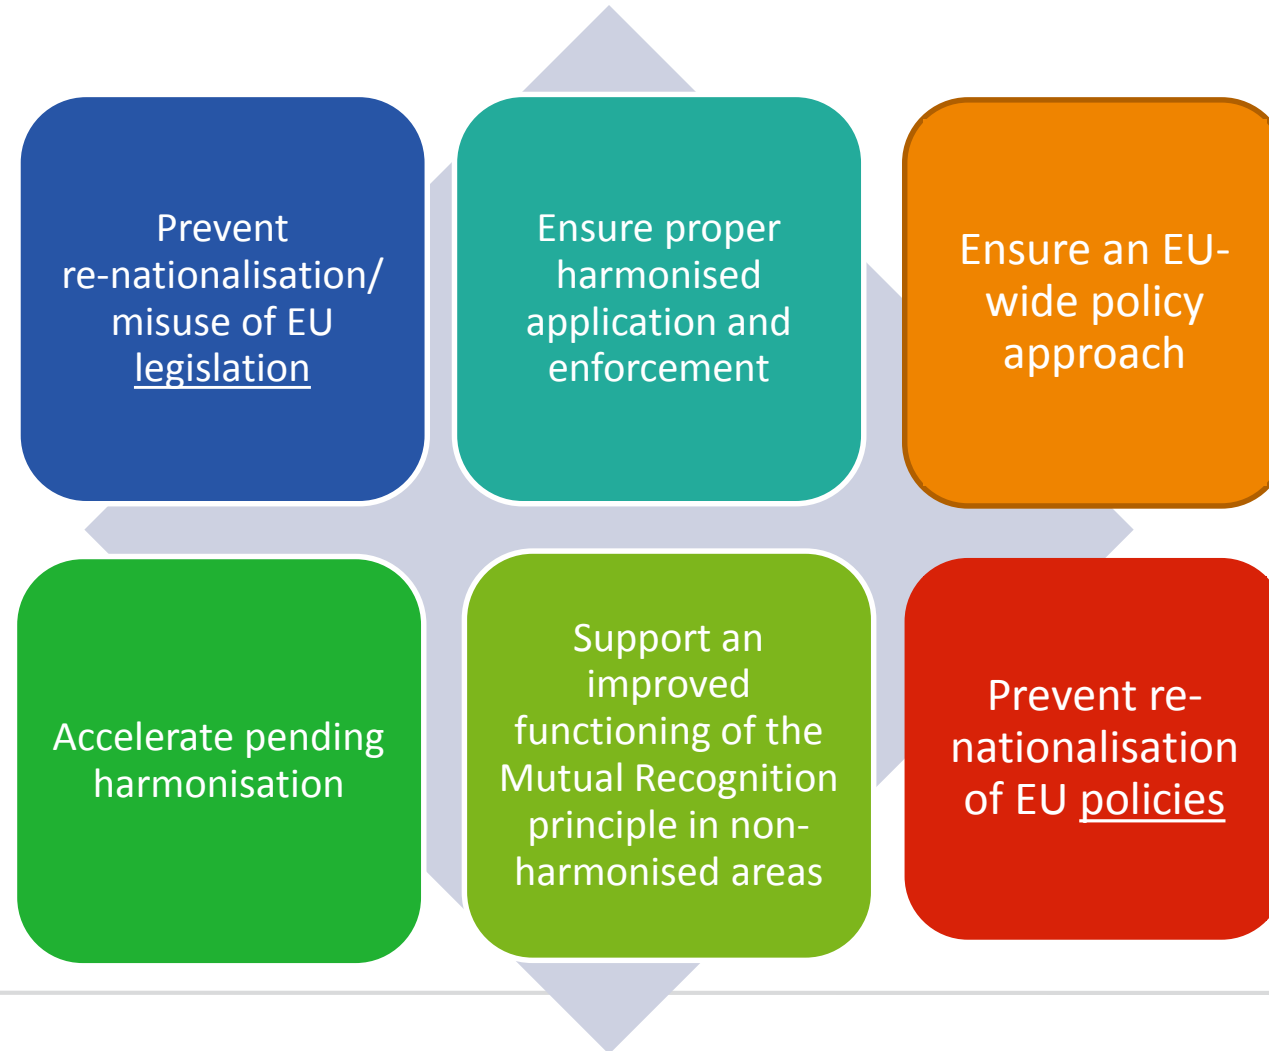 Prevent
re-nationalisation/
misuse of EU
legislation
Ensure proper
harmonised
application and
enforcement
Ensure an EU-
wide policy
approach
Accelerate pending
harmonisation
Support an
improved
functioning of the
Mutual Recognition
principle in non-
harmonised areas
Prevent re-
nationalisation
of EU policies